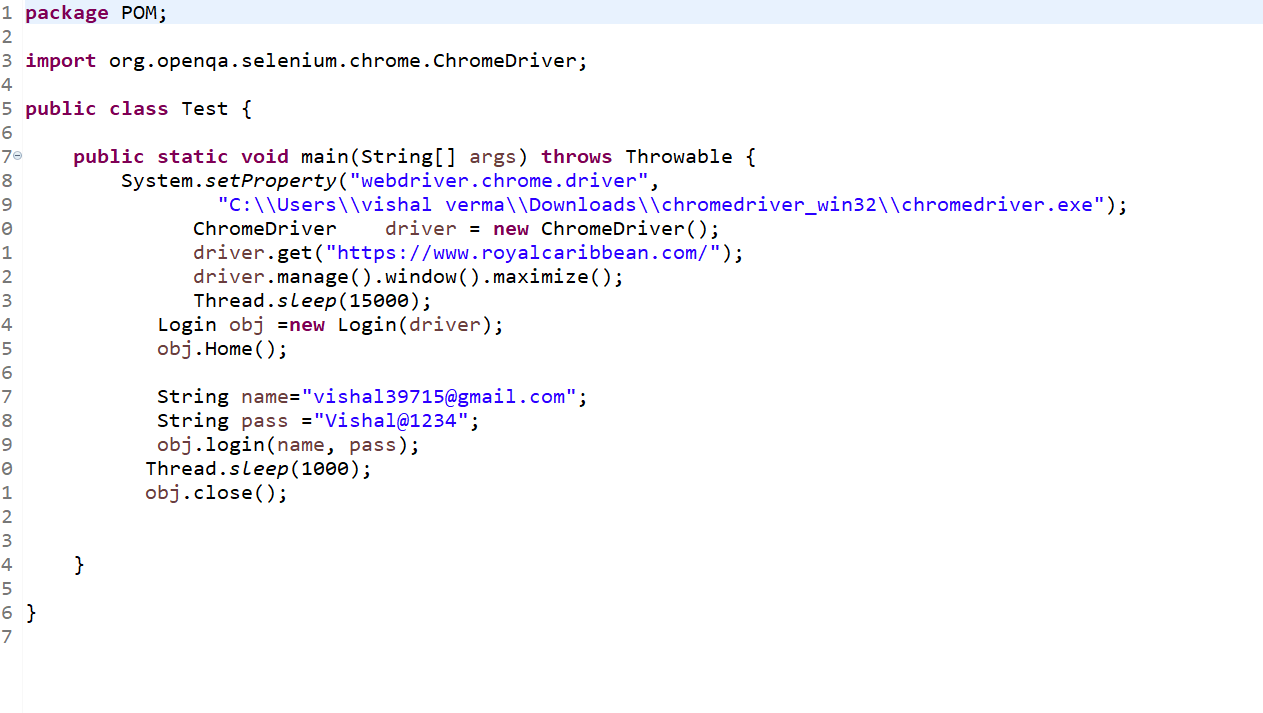 1 package POM;
2
3 import org.openqa.selenium.chrome.ChromeDriver;
4
5 public class Test {
6
7 public static void main(String[] args) throws Throwable {
8 System.setProperty("webdriver.chrome.driver",
9 "C:\\Users\\vishal verma\\Downloads\\chromedriver_win32\\chromedriver.exe");
0 ChromeDriver    driver = new ChromeDriver();
1 driver.get("https://www.royalcaribbean.com/");
2 driver.manage().window().maximize();
3 Thread.sleep(15000);
4 Login obj =new Login(driver);
5 obj.Home();
6
7 String name="vishal39715@gmail.com";
8 String pass ="Vishal@1234";
9 obj.login(name, pass);
0 Thread.sleep(1000);
1 obj.close();
2
3
4 }
5
6 }
7